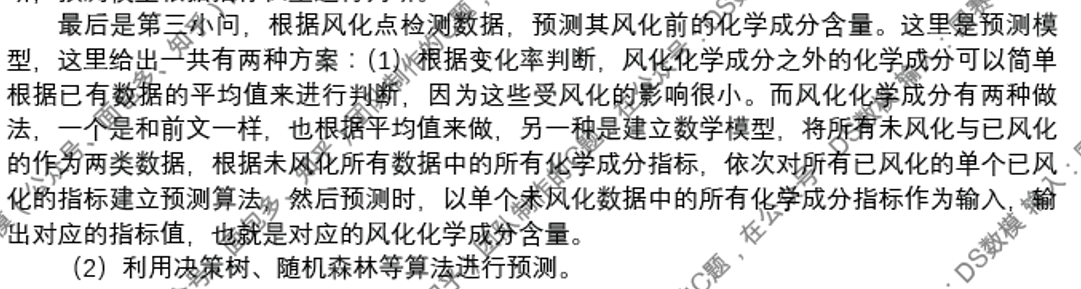 最后是第三小问，根据风化点检测数据，预测其风化前的化学成分含量。这里是预测模
型，这里给出一共有两种方案：（1）根据变化率判断，风化化学成分之外的化学成分可以简单
根据已有数据的平均值来进行判断，因为这些受风化的影响很小。而风化化学成分有两种做
法，一个是和前文一样，也根据平均值来做，另一种是建立数学模型，将所有未风化与已风化
的作为两类数据，根据未风化所有数据中的所有化学成分指标，依次对所有已风化的单个已风
化的指标建立预测算法。然后预测时，以单个未风化数据中的所有化学成分指标作为输入，输
出对应的指标值，也就是对应的风化化学成分含量。
（2）利用决策树、随机森林等算法进行预测。